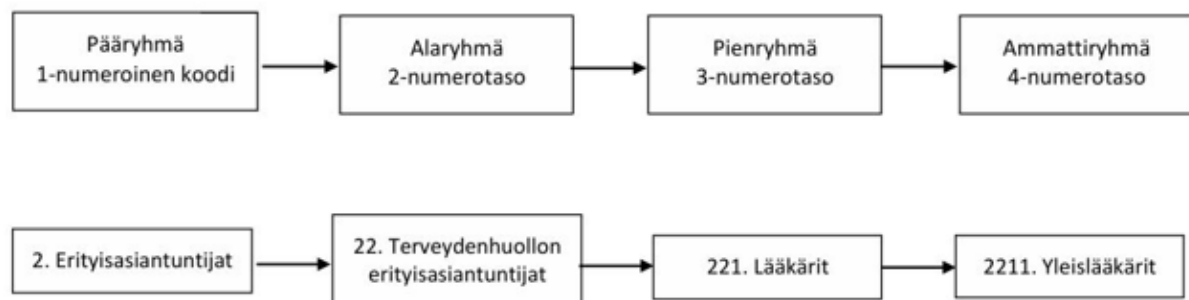 Pääryhmä
1-numeroinen koodi
Alaryhmä
2-numerotaso
Pienryhmä
3-numerotaso
Ammattiryhmä
4-numerotaso
2. Erityisasiantuntijat
22. Terveydenhuollon
erityisasiantuntijat
221. Lääkärit
2211. Yleislääkärit